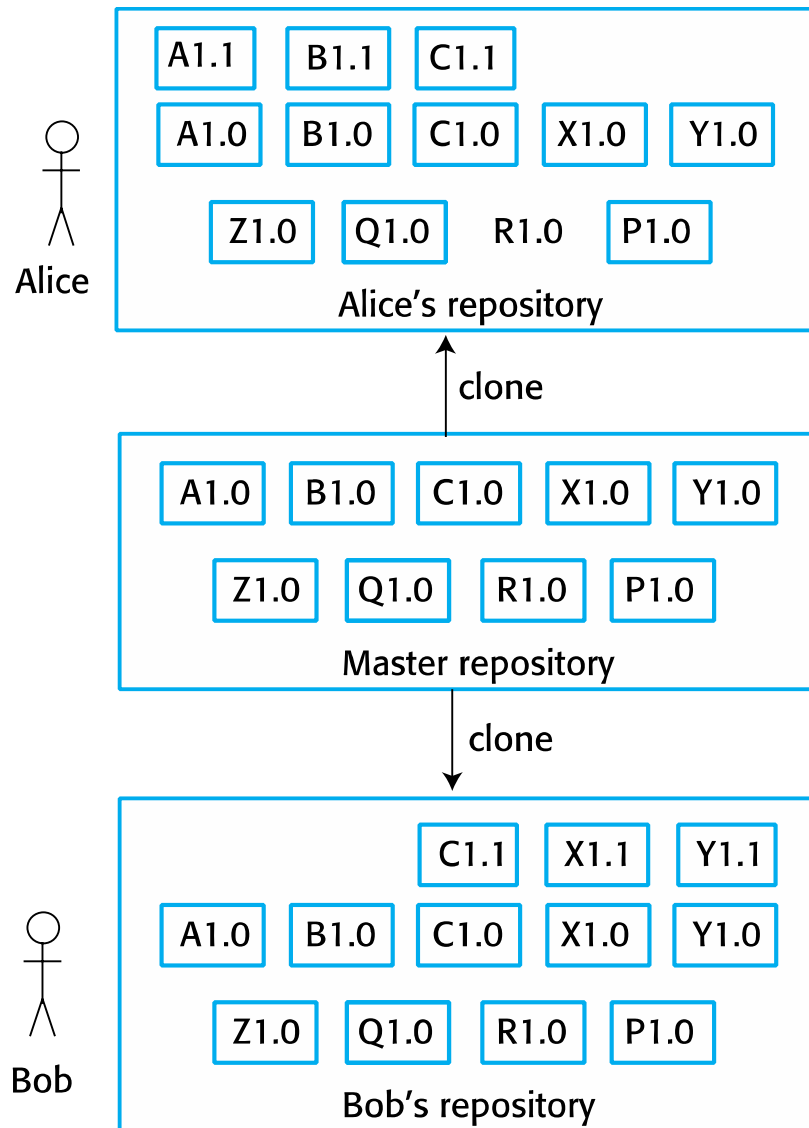 A1.1 B1.1 C1.1
A1.0 B1.0 C1.0 X1.0 Y1.0
Z1.0 Q1.0 R1.0 P1.0
Alice
Alice's repository
clone
A1.0 B1.0 C1.0 X1.0 Y1.0
Z1.0 Q1.0 R1.0 P1.0
Master repository
clone
C1.1 X1.1 Y1.1
A1.0 B1.0 C1.0 X1.0 Y1.0
Z1.0 Q1.0 R1.0 P1.0
Bob
Bob's repository